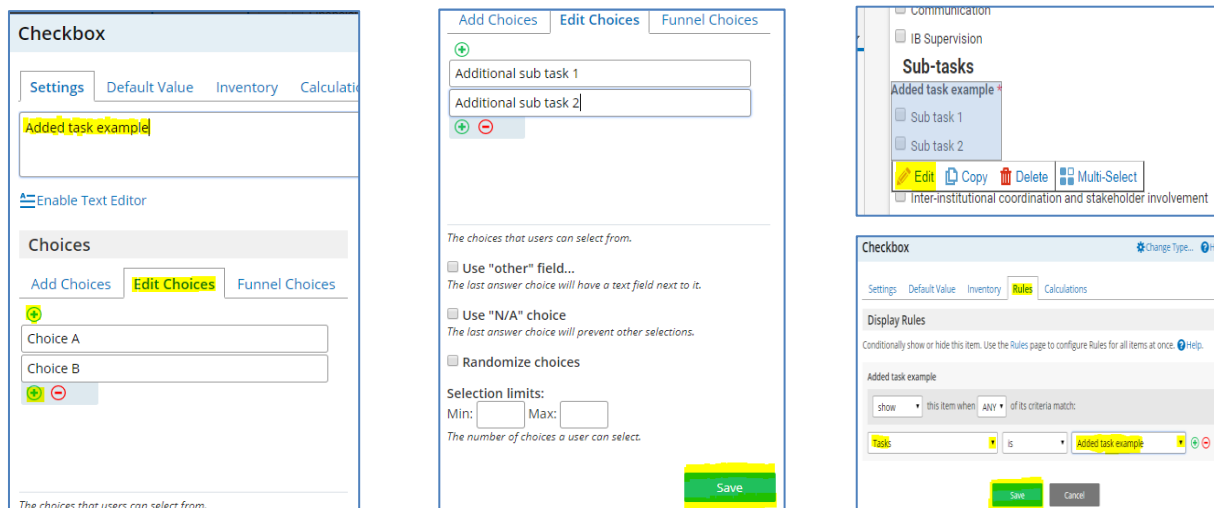 Checkbox
Settings Default Value Inventory Calculatio
Added task example
Enable Text Editor
Choices
Add Choices Edit Choices Funnel Choices
Choice A
Choice B
The choices that users can select from.
Add Choices Edit Choices Funnel Choices
Additional sub task 1
Additional sub task 2
The choices that users can select from.
Use "other" field...
The last answer choice will have a text field next to it.
Use "N/A" choice
The last answer choice will prevent other selections.
Randomize choices
Selection limits:
Min: Max:
The number of choices a user can select.
Save
Communication
IB Supervision
Sub-tasks
Added task example *
Sub task 1
Sub task 2
Edit Copy Delete Multi-Select
Inter-institutional coordination and stakeholder involvement
Checkbox Change Type... H
Settings Default Value Inventory Rules Calculations
Display Rules
Conditionally show or hide this item. Use the Rules page to configure Rules for all items at once. Help.
Added task example
show this item when ANY of its criteria match:
Tasks is Added task example
Save Cancel